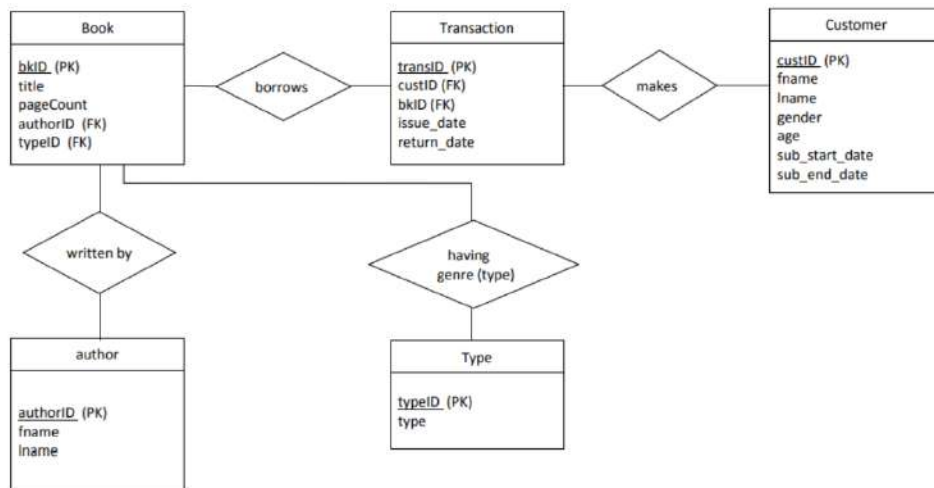 Book
bkID (PK)
title
pageCount
authorID (FK)
typeID (FK)
borrows
Transaction
transID (PK)
custID (FK)
bkID (FK)
issue_date
return_date
makes
Customer
custID (PK)
fname
lname
gender
age
sub_start_date
sub_end_date
written by
having
genre (type)
author
authorID (PK)
fname
lname
Type
typeID (PK)
type